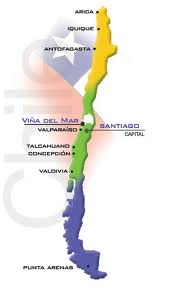 ARICA
IQUIQUE
ANTOFAGASTA
VIÑA DEL MAR
VALPARAÍSO
SANTIAGO
CAPITAL
TALCAHUANO
CONCEPCIÓN
VALDIVIA
PUNTA ARENAS
Chile